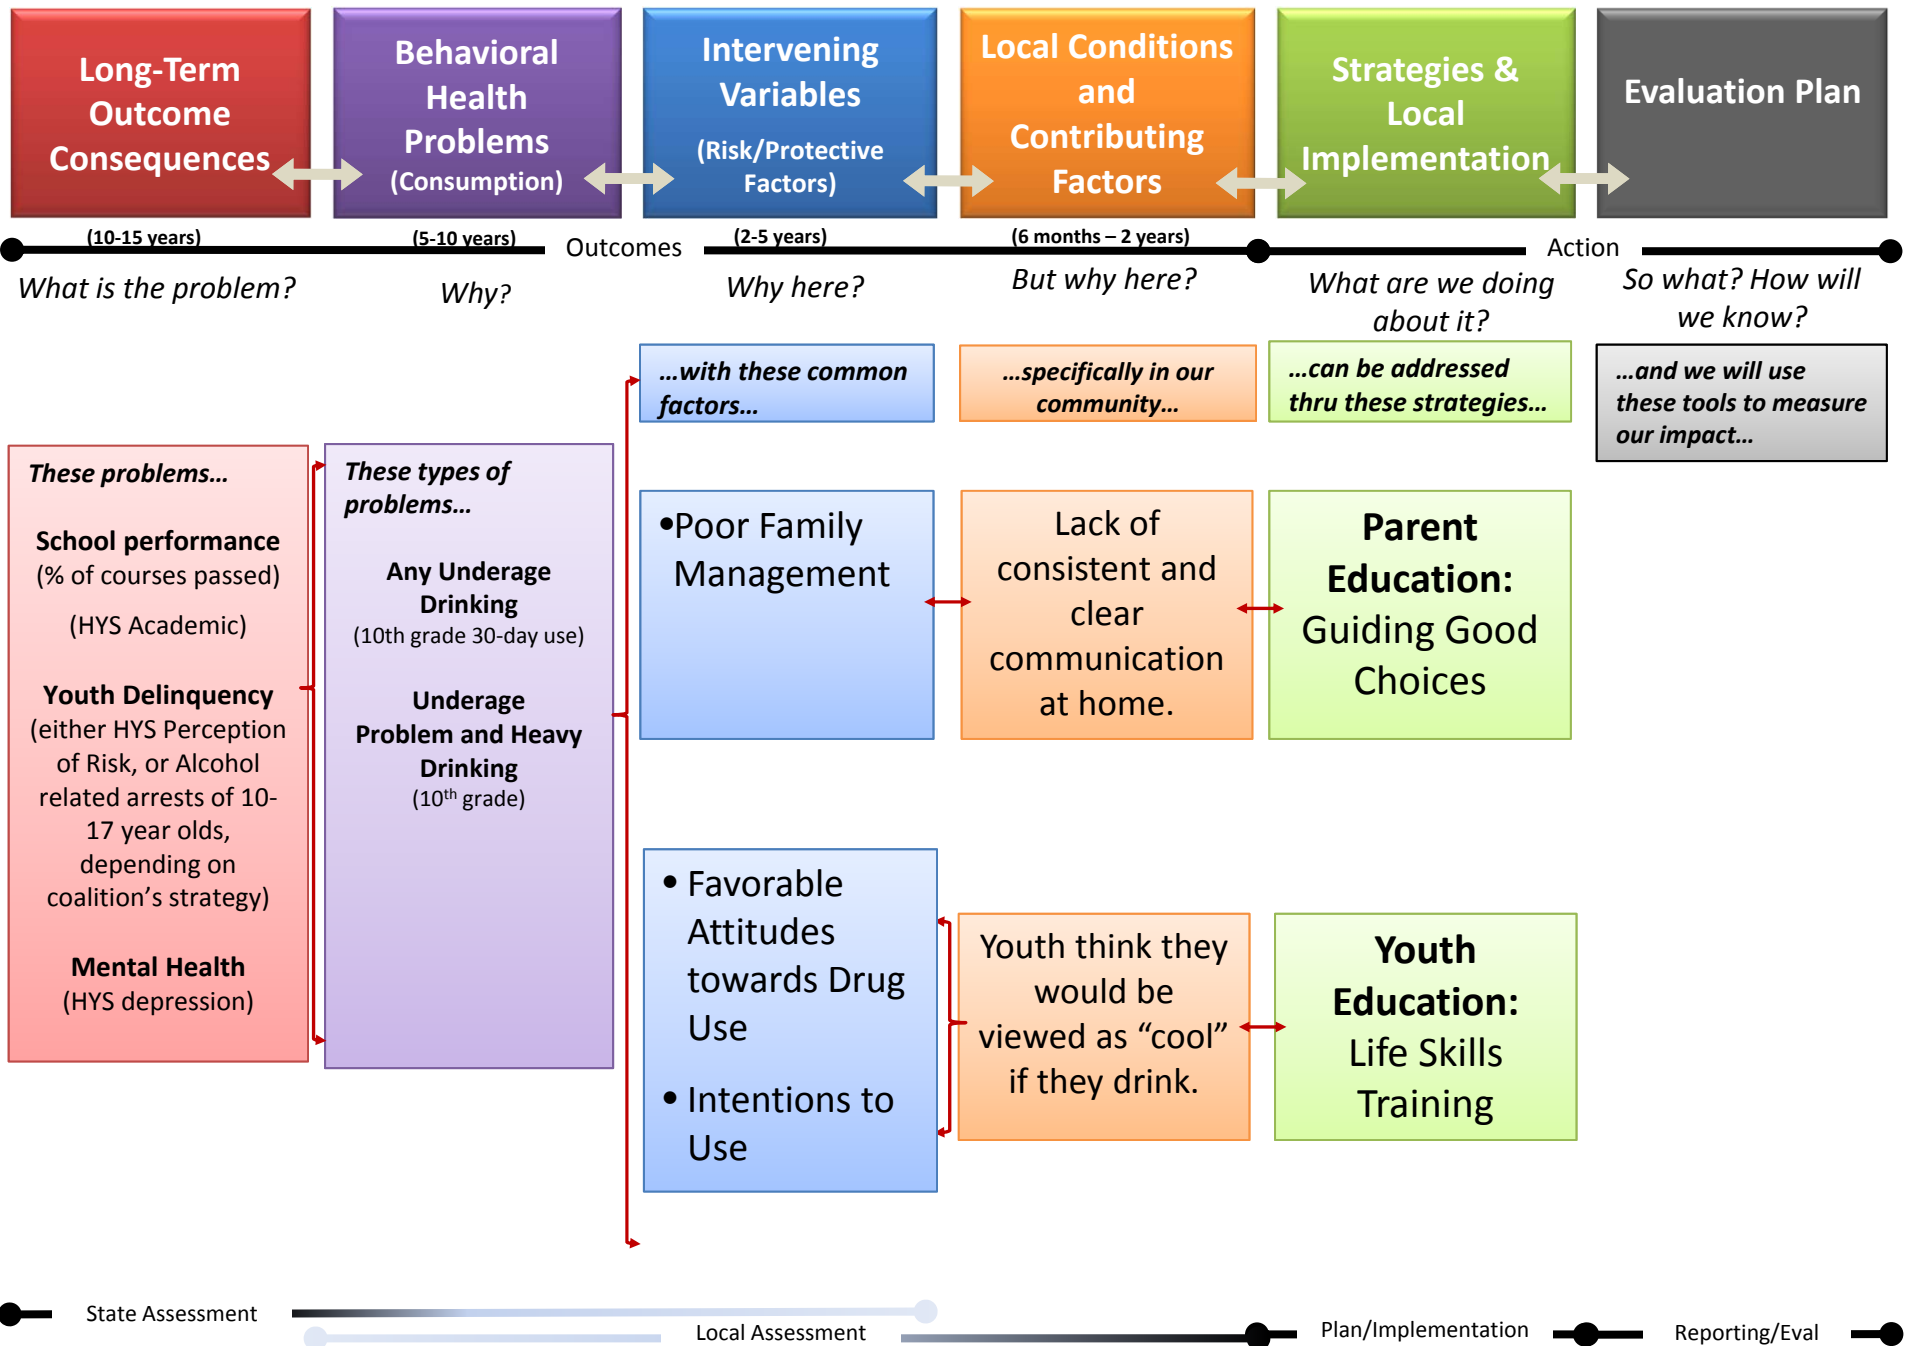 Long-Term
Outcome
Consequences
Behavioral
Health
Problems
(Consumption)
Intervening
Variables
(Risk/Protective
Factors)
Local Conditions
and
Contributing
Factors
Strategies &
Local
Implementation
Evaluation Plan
(10-15 years)
(5-10 years)
Outcomes
(2-5 years)
(6 months – 2 years)
Action
What is the problem?
Why?
Why here?
But why here?
What are we doing
about it?
So what? How will
we know?
These problems…
School performance
(% of courses passed)
(HYS Academic)
Youth Delinquency
(either HYS Perception
of Risk, or Alcohol
related arrests of 10-
17 year olds,
depending on
coalition’s strategy)
Mental Health
(HYS depression)
These types of
problems…
Any Underage
Drinking
(10th grade 30-day use)
Underage
Problem and Heavy
Drinking
(10th grade)
…with these common
factors…
•Poor Family
Management
• Favorable
Attitudes
towards Drug
Use
• Intentions to
Use
…specifically in our
community…
Lack of
consistent and
clear
communication
at home.
Youth think they
would be
viewed as “cool”
if they drink.
…can be addressed
thru these strategies…
Parent
Education:
Guiding Good
Choices
Youth
Education:
Life Skills
Training
…and we will use
these tools to measure
our impact…
State Assessment
Local Assessment
Plan/Implementation
Reporting/Eval